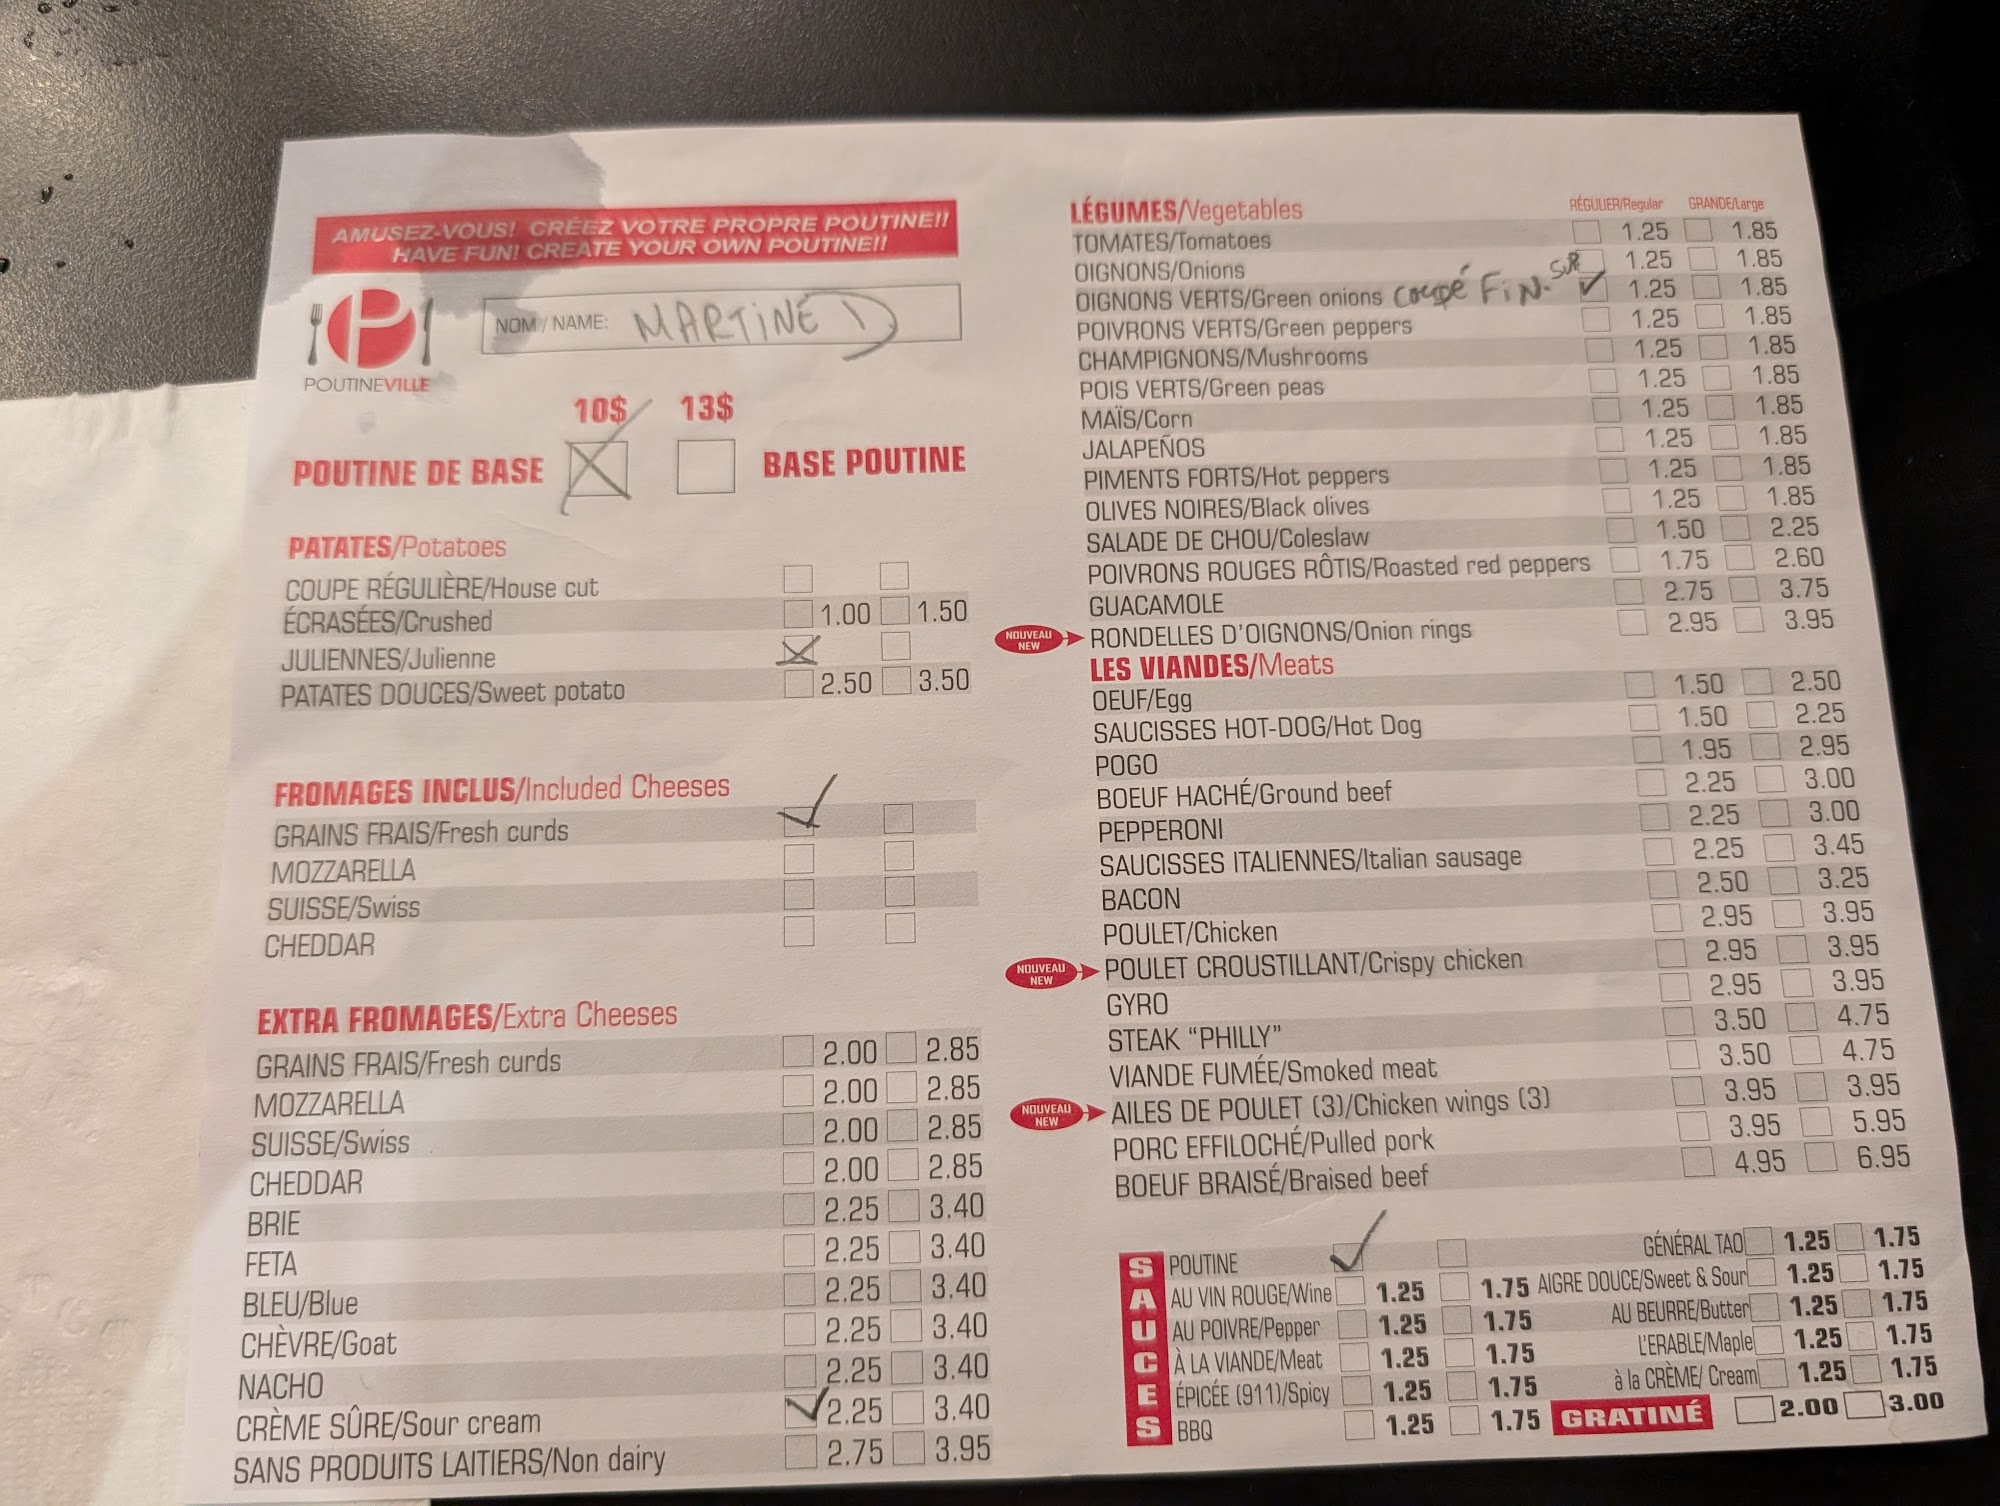 AMUSEZ-VOUS! CRÉEZ VOTRE PROPRE POUTINE!!
HAVE FUN! CREATE YOUR OWN POUTINE!!
P
POUTINEVILLE
NOM / NAME: MARTINE D
10$ 13$
POUTINE DE BASE BASE POUTINE
PATATES/Potatoes
COUPE RÉGULIÈRE/House cut
ÉCRASÉES/Crushed 1.00 1.50
JULIENNES/Julienne
PATATES DOUCES/Sweet potato 2.50 3.50
FROMAGES INCLUS/Included Cheeses
GRAINS FRAIS/Fresh curds
MOZZARELLA
SUISSE/Swiss
CHEDDAR
EXTRA FROMAGES/Extra Cheeses
GRAINS FRAIS/Fresh curds 2.00 2.85
MOZZARELLA 2.00 2.85
SUISSE/Swiss 2.00 2.85
CHEDDAR 2.00 2.85
BRIE 2.25 3.40
FETA 2.25 3.40
BLEU/Blue 2.25 3.40
CHÈVRE/Goat 2.25 3.40
NACHO 2.25 3.40
CRÈME SÛRE/Sour cream 2.25 3.40
SANS PRODUITS LAITIERS/Non dairy 2.75 3.95
LÉGUMES/Vegetables RÉGULIER/Regular GRANDE/Large
TOMATES/Tomatoes 1.25 1.85
OIGNONS/Onions 1.25 1.85
OIGNONS VERTS/Green onions coupé FiN. SVP 1.25 1.85
POIVRONS VERTS/Green peppers 1.25 1.85
CHAMPIGNONS/Mushrooms 1.25 1.85
POIS VERTS/Green peas 1.25 1.85
MAÏS/Corn 1.25 1.85
JALAPEÑOS 1.25 1.85
PIMENTS FORTS/Hot peppers 1.25 1.85
OLIVES NOIRES/Black olives 1.25 1.85
SALADE DE CHOU/Coleslaw 1.50 2.25
POIVRONS ROUGES RÔTIS/Roasted red peppers 1.75 2.60
GUACAMOLE 2.75 3.75
NOUVEAU NEW RONDELLES D'OIGNONS/Onion rings 2.95 3.95
LES VIANDES/Meats
OEUF/Egg 1.50 2.50
SAUCISSES HOT-DOG/Hot Dog 1.50 2.25
POGO 1.95 2.95
BOEUF HACHÉ/Ground beef 2.25 3.00
PEPPERONI 2.25 3.00
SAUCISSES ITALIENNES/Italian sausage 2.25 3.45
BACON 2.50 3.25
POULET/Chicken 2.95 3.95
NOUVEAU NEW POULET CROUSTILLANT/Crispy chicken 2.95 3.95
GYRO 2.95 3.95
STEAK "PHILLY" 3.50 4.75
VIANDE FUMÉE/Smoked meat 3.50 4.75
NOUVEAU NEW AILES DE POULET (3)/Chicken wings (3) 3.95 3.95
PORC EFFILOCHÉ/Pulled pork 3.95 5.95
BOEUF BRAISÉ/Braised beef 4.95 6.95
SAUCES
POUTINE
AU VIN ROUGE/Wine 1.25 1.75
AU POIVRE/Pepper 1.25 1.75
À LA VIANDE/Meat 1.25 1.75
ÉPICÉE (911)/Spicy 1.25 1.75
BBQ 1.25 1.75
GÉNÉRAL TAO 1.25 1.75
AIGRE DOUCE/Sweet & Sour 1.25 1.75
AU BEURRE/Butter 1.25 1.75
L'ERABLE/Maple 1.25 1.75
à la CRÈME/ Cream 1.25 1.75
GRATINÉ 2.00 3.00